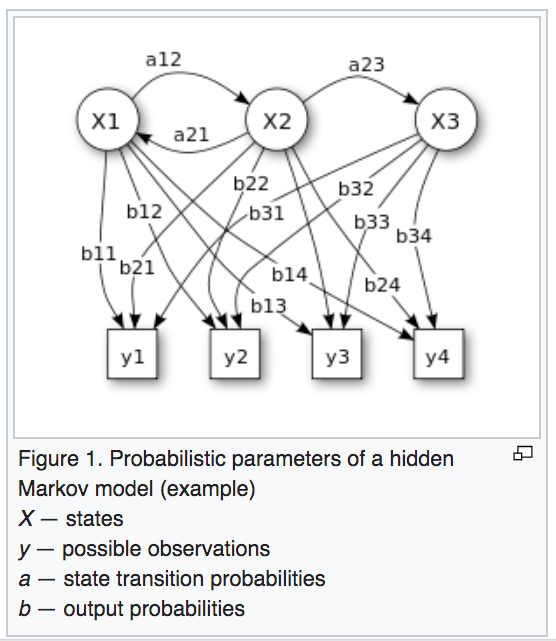 a12
a23
X1
X2
X3
a21
b22
b32
b12
b31
b33
b34
b11
b21
b14
b24
b13
y1
y2
y3
y4
Figure 1. Probabilistic parameters of a hidden
Markov model (example)
X — states
y — possible observations
a — state transition probabilities
b — output probabilities